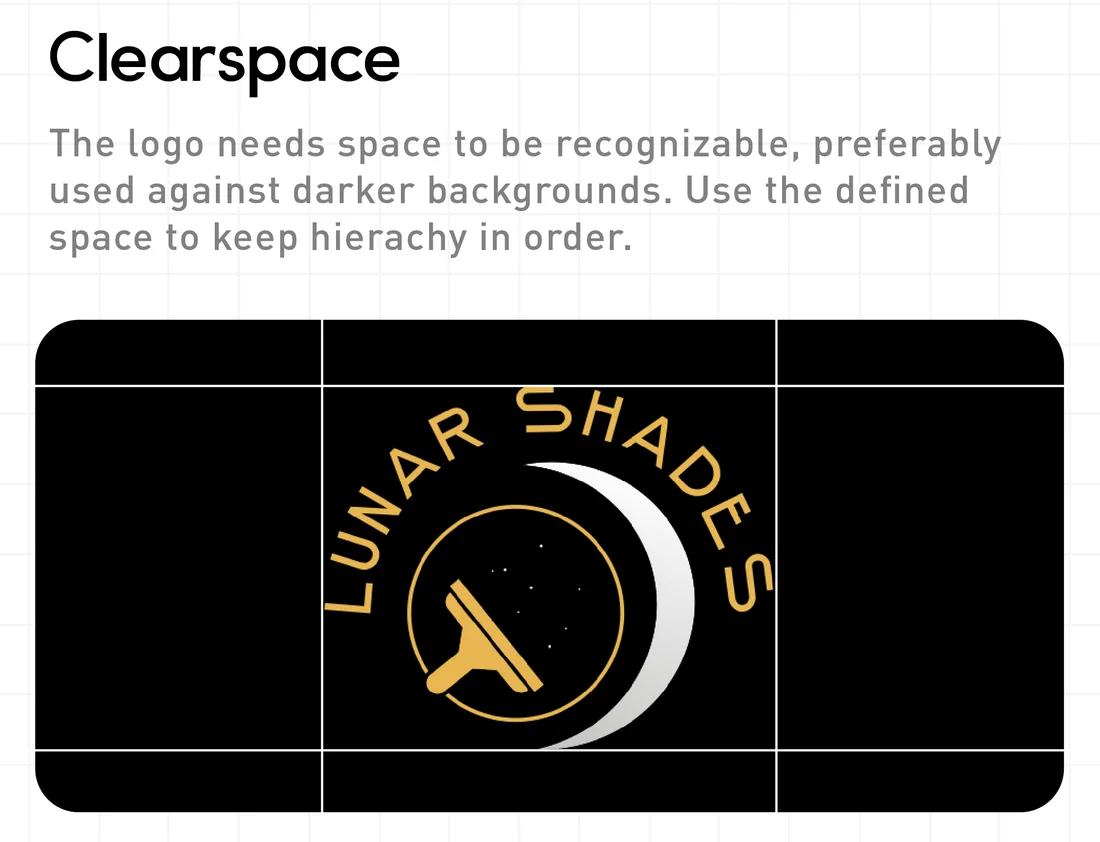 Clearspace
The logo needs space to be recognizable, preferably
used against darker backgrounds. Use the defined
space to keep hierachy in order.
LUNAR SHADES